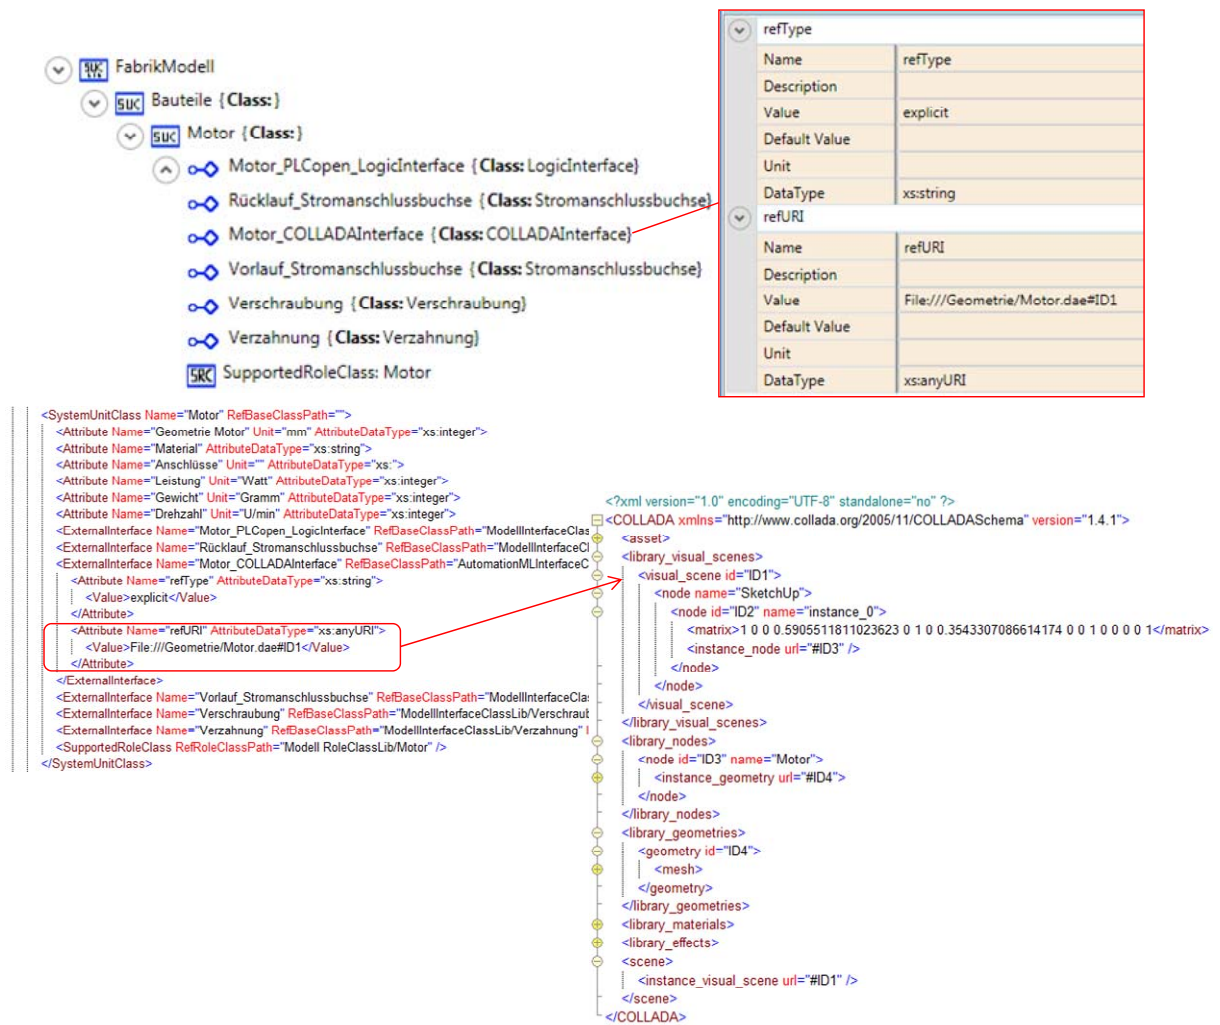 FabrikModell
Bauteile {Class: }
Motor {Class: }
Motor_PLCopen_LogicInterface {Class: LogicInterface}
Rücklauf_Stromanschlussbuchse {Class: Stromanschlussbuchse}
Motor_COLLADAInterface {Class: COLLADAInterface}
Vorlauf_Stromanschlussbuchse {Class: Stromanschlussbuchse}
Verschraubung {Class: Verschraubung}
Verzahnung {Class: Verzahnung}
SRC SupportedRoleClass: Motor
refType
Name refType
Description
Value explicit
Default Value
Unit
DataType xs:string
refURI
Name refURI
Description
Value File:///Geometrie/Motor.dae#ID1
Default Value
Unit
DataType xs:anyURI
<SystemUnitClass Name="Motor" RefBaseClassPath="">
<Attribute Name="Geometrie Motor" Unit="mm" AttributeDataType="xs:integer">
<Attribute Name="Material" AttributeDataType="xs:string">
<Attribute Name="Anschlüsse" Unit="" AttributeDataType="xs:">
<Attribute Name="Leistung" Unit="Watt" AttributeDataType="xs:integer">
<Attribute Name="Gewicht" Unit="Gramm" AttributeDataType="xs:integer">
<Attribute Name="Drehzahl" Unit="U/min" AttributeDataType="xs:integer">
<ExternalInterface Name="Motor_PLCopen_LogicInterface" RefBaseClassPath="ModellInterfaceClas
<ExternalInterface Name="Rücklauf_Stromanschlussbuchse" RefBaseClassPath="ModellInterfaceCl
<ExternalInterface Name="Motor_COLLADAInterface" RefBaseClassPath="AutomationMLInterfaceC
<Attribute Name="refType" AttributeDataType="xs:string">
<Value>explicit</Value>
</Attribute>
<Attribute Name="refURI" AttributeDataType="xs:anyURI">
<Value>File:///Geometrie/Motor.dae#ID1</Value>
</Attribute>
</ExternalInterface>
<ExternalInterface Name="Vorlauf_Stromanschlussbuchse" RefBaseClassPath="ModellInterfaceClas
<ExternalInterface Name="Verschraubung" RefBaseClassPath="ModellInterfaceClassLib/Verschraub
<ExternalInterface Name="Verzahnung" RefBaseClassPath="ModellInterfaceClassLib/Verzahnung"
<SupportedRoleClass RefRoleClassPath="Modell RoleClassLib/Motor" />
</SystemUnitClass>
<?xml version="1.0" encoding="UTF-8" standalone="no" ?>
<COLLADA xmlns="http://www.collada.org/2005/11/COLLADASchema" version="1.4.1">
<asset>
<library_visual_scenes>
<visual_scene id="ID1">
<node name="SketchUp">
<node id="ID2" name="instance_0">
<matrix>1 0 0 0.5905511811023623 0 1 0 0.3543307086614174 0 0 1 0 0 0 0 1</matrix>
<instance_node url="#ID3" />
</node>
</node>
</visual_scene>
</library_visual_scenes>
<library_nodes>
<node id="ID3" name="Motor">
<instance_geometry url="#ID4">
</node>
</library_nodes>
<library_geometries>
<geometry id="ID4">
<mesh>
</geometry>
</library_geometries>
<library_materials>
<library_effects>
<scene>
<instance_visual_scene url="#ID1" />
</scene>
</COLLADA>